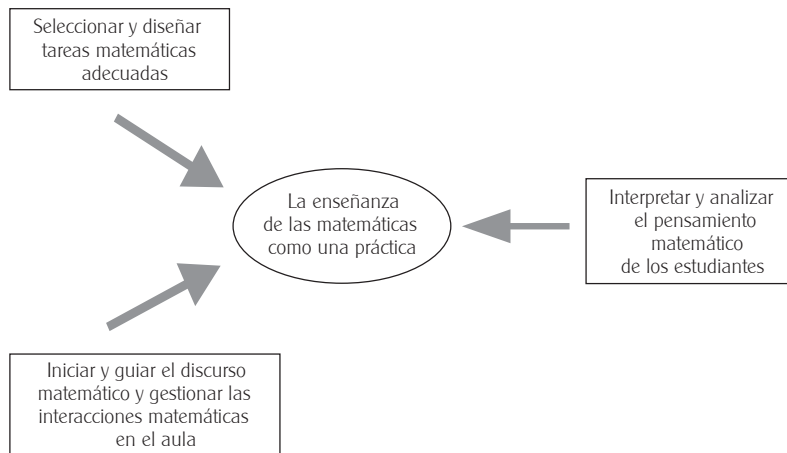 Seleccionar y diseñar
tareas matemáticas
adecuadas
La enseñanza
de las matemáticas
como una práctica
Interpretar y analizar
el pensamiento
matemático
de los estudiantes
Iniciar y guiar el discurso
matemático y gestionar las
interacciones matemáticas
en el aula